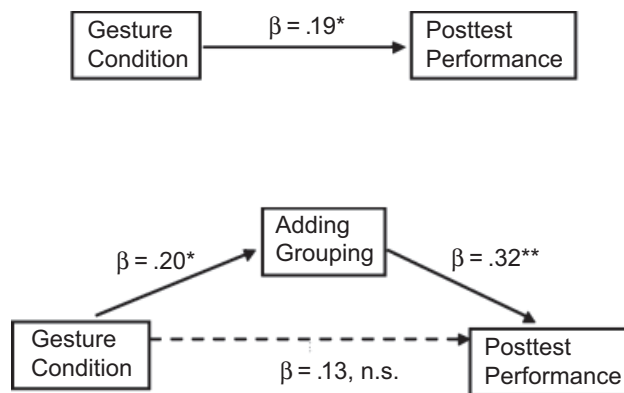 Gesture
Condition
β = .19*
Posttest
Performance
Adding
Grouping
β = .20*
β = .32**
Gesture
Condition
β = .13, n.s.
Posttest
Performance